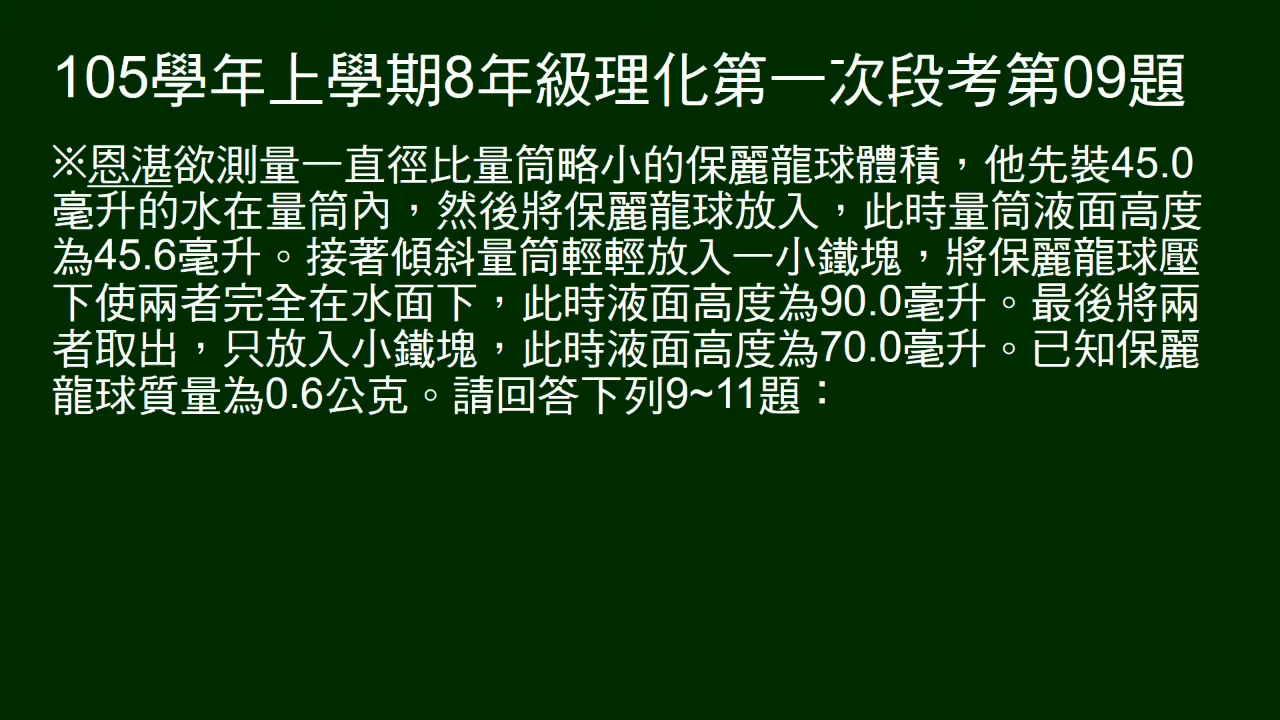 105學年上學期8年級理化第一次段考第09題
※恩湛欲測量一直徑比量筒略小的保麗龍球體積，他先裝45.0
毫升的水在量筒內，然後將保麗龍球放入，此時量筒液面高度
為45.6毫升。接著傾斜量筒輕輕放入一小鐵塊，將保麗龍球壓
下使兩者完全在水面下，此時液面高度為90.0毫升。最後將兩
者取出，只放入小鐵塊，此時液面高度為70.0毫升。已知保麗
龍球質量為0.6公克。請回答下列9~11題：